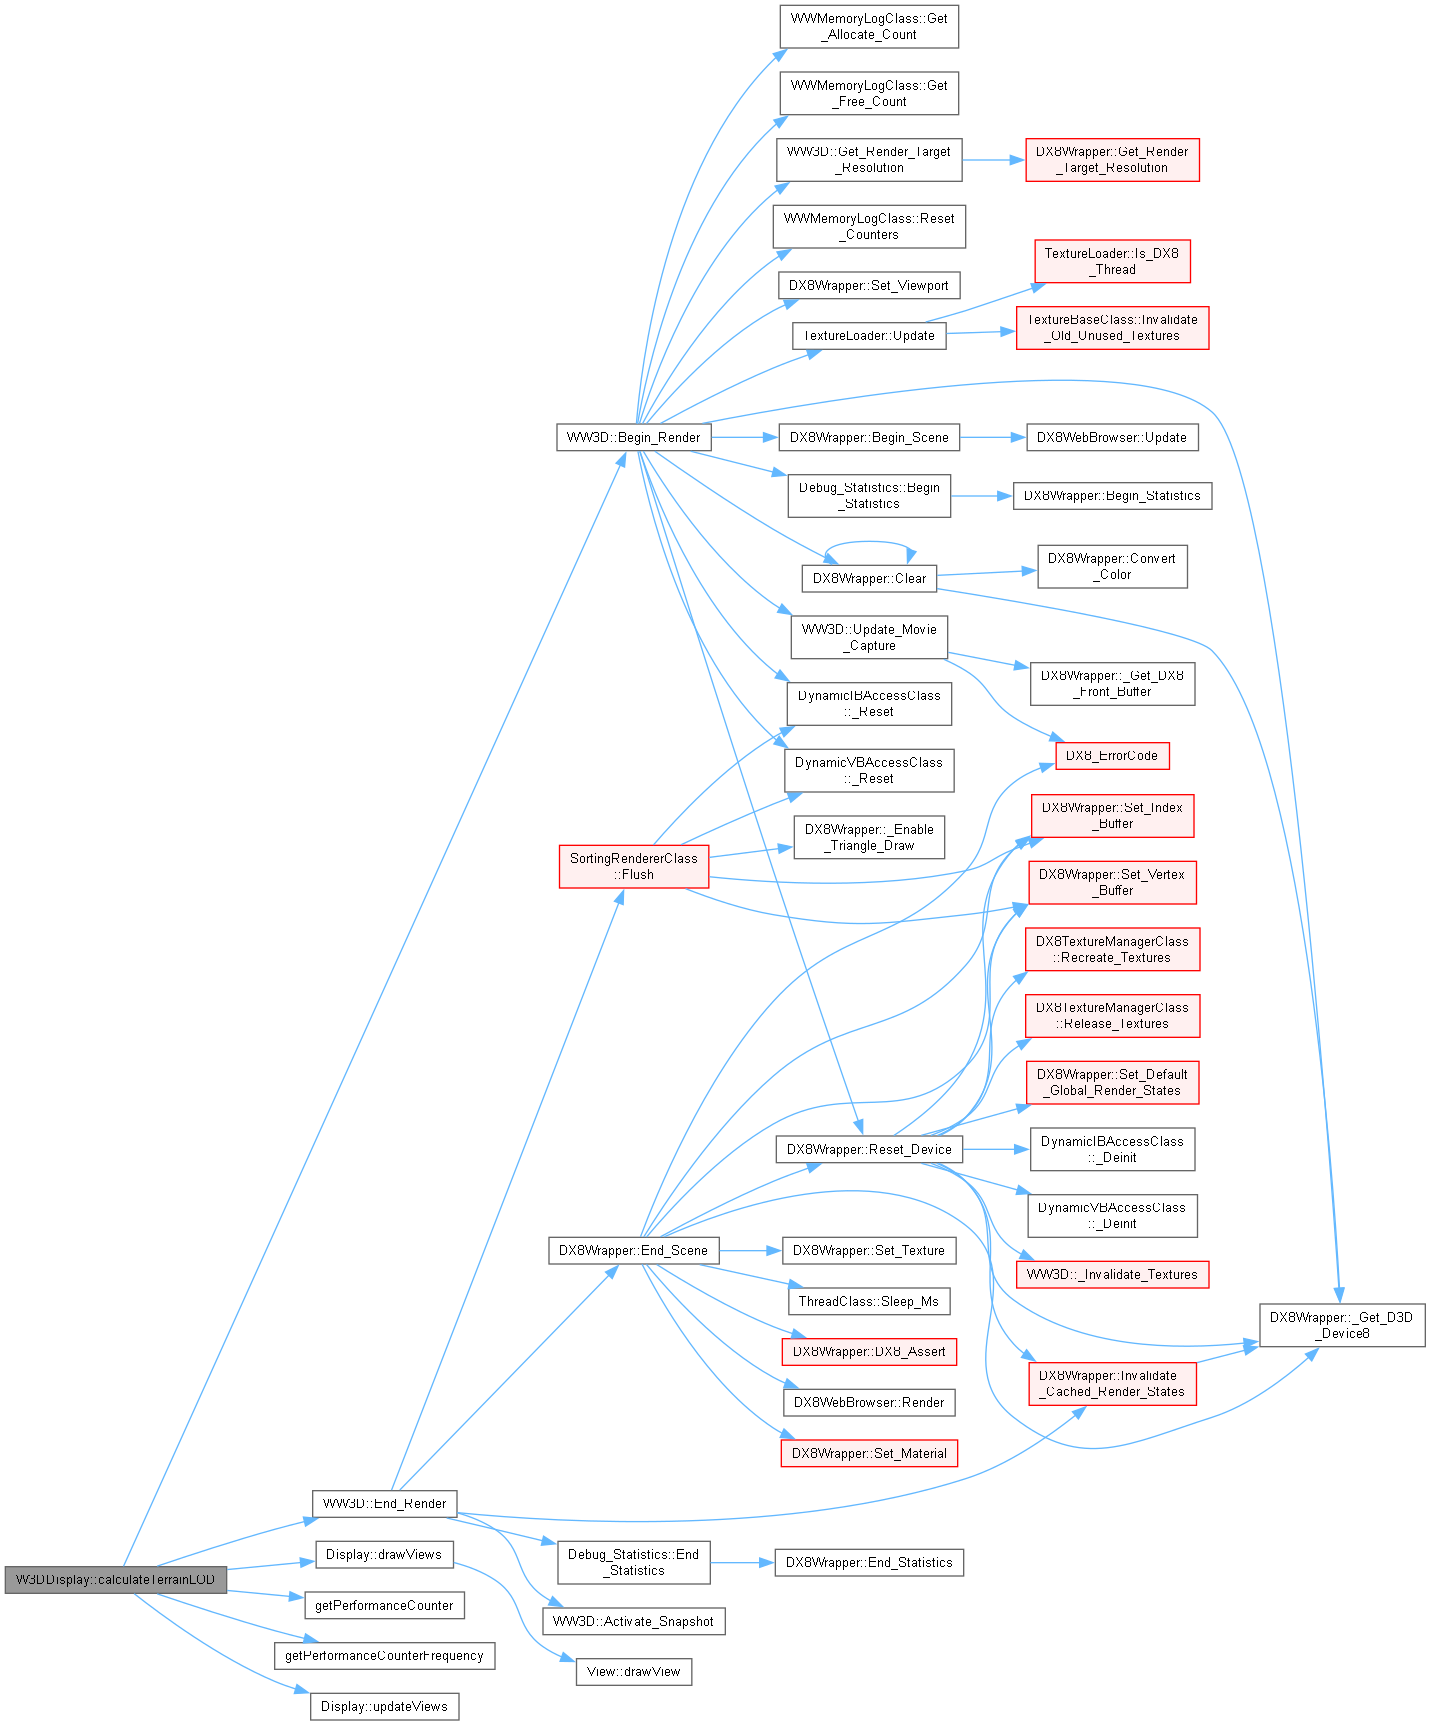 WWMemoryLogClass::Get
_Allocate_Count
WWMemoryLogClass::Get
_Free_Count
WW3D::Get_Render_Target
_Resolution
DX8Wrapper::Get_Render
_Target_Resolution
WWMemoryLogClass::Reset
_Counters
TextureLoader::Is_DX8
_Thread
DX8Wrapper::Set_Viewport
TextureBaseClass::Invalidate
_Old_Unused_Textures
TextureLoader::Update
WW3D::Begin_Render
DX8Wrapper::Begin_Scene
DX8WebBrowser::Update
Debug_Statistics::Begin
_Statistics
DX8Wrapper::Begin_Statistics
DX8Wrapper::Clear
DX8Wrapper::Convert
_Color
WW3D::Update_Movie
_Capture
DX8Wrapper::_Get_DX8
_Front_Buffer
DynamicIBAccessClass
::_Reset
DX8_ErrorCode
DynamicVBAccessClass
::_Reset
DX8Wrapper::Set_Index
_Buffer
DX8Wrapper::_Enable
_Triangle_Draw
SortingRendererClass
::Flush
DX8Wrapper::Set_Vertex
_Buffer
DX8TextureManagerClass
::Recreate_Textures
DX8TextureManagerClass
::Release_Textures
DX8Wrapper::Set_Default
_Global_Render_States
DX8Wrapper::Reset_Device
DynamicIBAccessClass
::_Deinit
DynamicVBAccessClass
::_Deinit
DX8Wrapper::End_Scene
DX8Wrapper::Set_Texture
WW3D::_Invalidate_Textures
ThreadClass::Sleep_Ms
DX8Wrapper::_Get_D3D
_Device8
DX8Wrapper::DX8_Assert
DX8Wrapper::Invalidate
_Cached_Render_States
DX8WebBrowser::Render
DX8Wrapper::Set_Material
WW3D::End_Render
Display::drawViews
Debug_Statistics::End
_Statistics
DX8Wrapper::End_Statistics
W3DDisplay::calculateTerrainLOD
getPerformanceCounter
WW3D::Activate_Snapshot
getPerformanceCounterFrequency
View::drawView
Display::updateViews